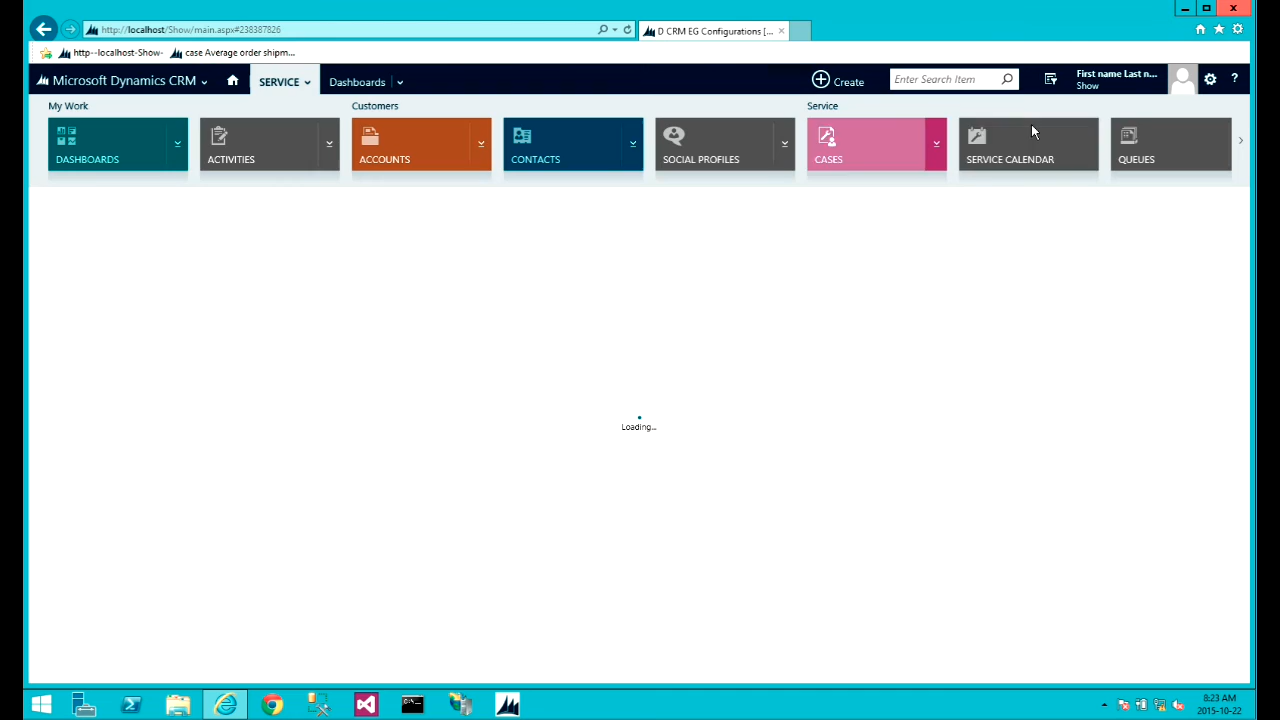 http://localhost/Show/main.aspx#238387826
D CRM EG Configurations [...
http--localhost-Show-
case Average order shipm...
Microsoft Dynamics CRM
SERVICE
Dashboards
Create
Enter Search Item
First name Last n...
Show
?
My Work
Customers
Service
DASHBOARDS
ACTIVITIES
ACCOUNTS
CONTACTS
SOCIAL PROFILES
CASES
SERVICE CALENDAR
QUEUES
Loading...
8:23 AM
2015-10-22